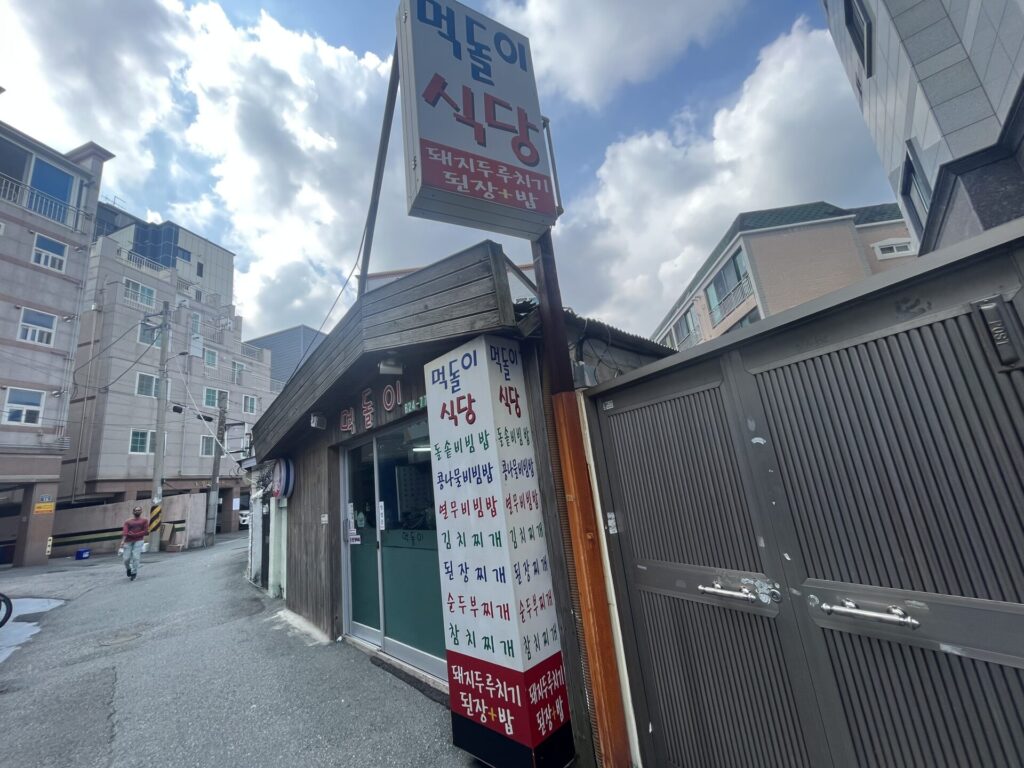 먹돌이
식당
돼지두루치기
된장+밥
먹돌이
먹돌이
식당
돌솥비빔밥
콩나물비빔밥
열무비빔밥
김치찌개
된장찌개
순두부찌개
참치찌개
돼지두루치기
된장+밥
먹돌이
식당
돌솥비빔밥
콩나물비빔밥
열무비빔밥
김치찌개
된장찌개
순두부찌개
참치찌개
돼지두루치기
된장+밥
먹돌이